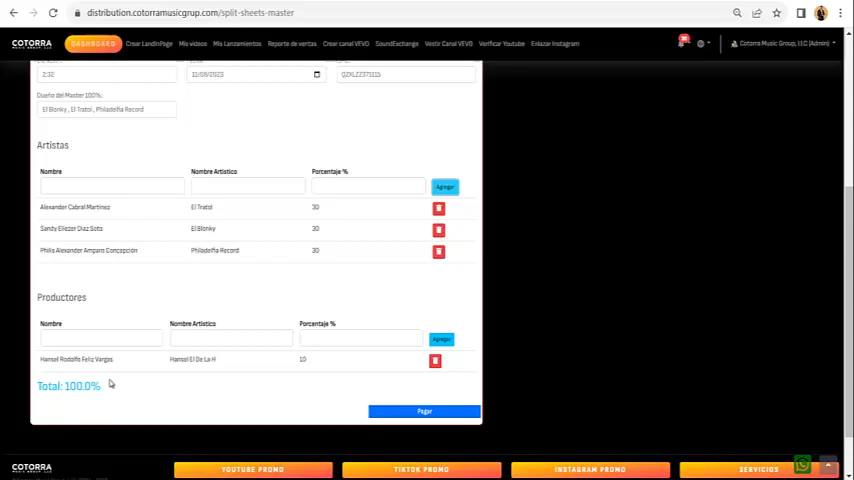 distribution.cotorramusicgrup.com/split-sheets-master
COTORRA DASHBOARD Crear LandinPage Mis videos Mis Lanzamientos Reporte de ventas Crear canal VEVO SoundExchange Vestir Canal VEVO Verificar Youtube Enlazar Instagram Cotorra Music Group, LLC (Admin)
2:32 11/08/2023 QZXLZ2371115
Dueño del Master 100%:
El Blonky , El Tratol , Philadelfia Record
Artistas
Nombre Nombre Artistico Porcentaje %
Agregar
Alexander Cabral Martinez El Tratol 30
Sandy Eliezer Diaz Soto El Blonky 30
Philis Alexander Amparo Concepción Philadelfia Record 30
Productores
Nombre Nombre Artistico Porcentaje %
Agregar
Hansel Rodolfo Feliz Vargas Hansel El De La H 10
Total: 100.0%
Pagar
COTORRA YOUTUBE PROMO TIKTOK PROMO INSTAGRAM PROMO SERVICIOS